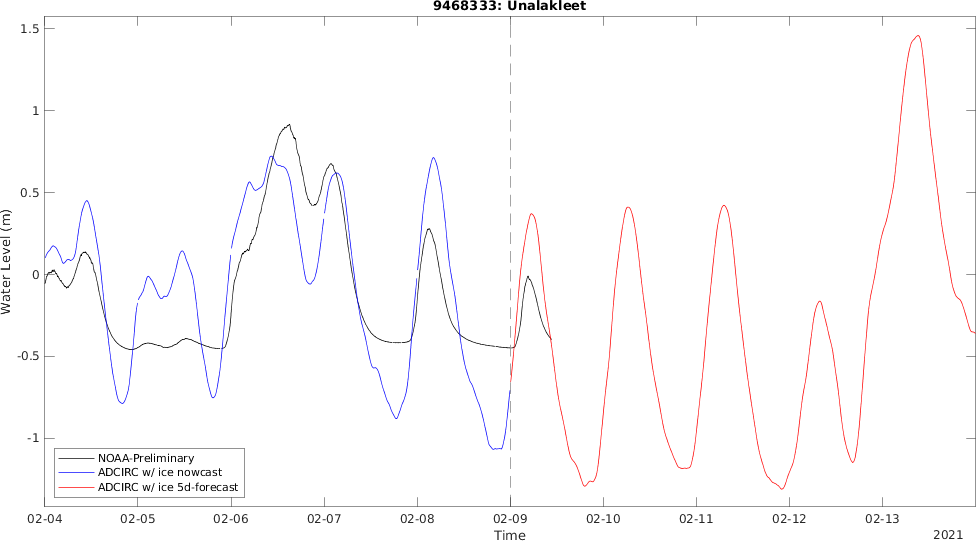 9468333: Unalakleet
Water Level (m)
1.5
1
0.5
0
-0.5
-1
NOAA-Preliminary
ADCIRC w/ ice nowcast
ADCIRC w/ ice 5d-forecast
02-04 02-05 02-06 02-07 02-08 02-09 02-10 02-11 02-12 02-13
Time
2021